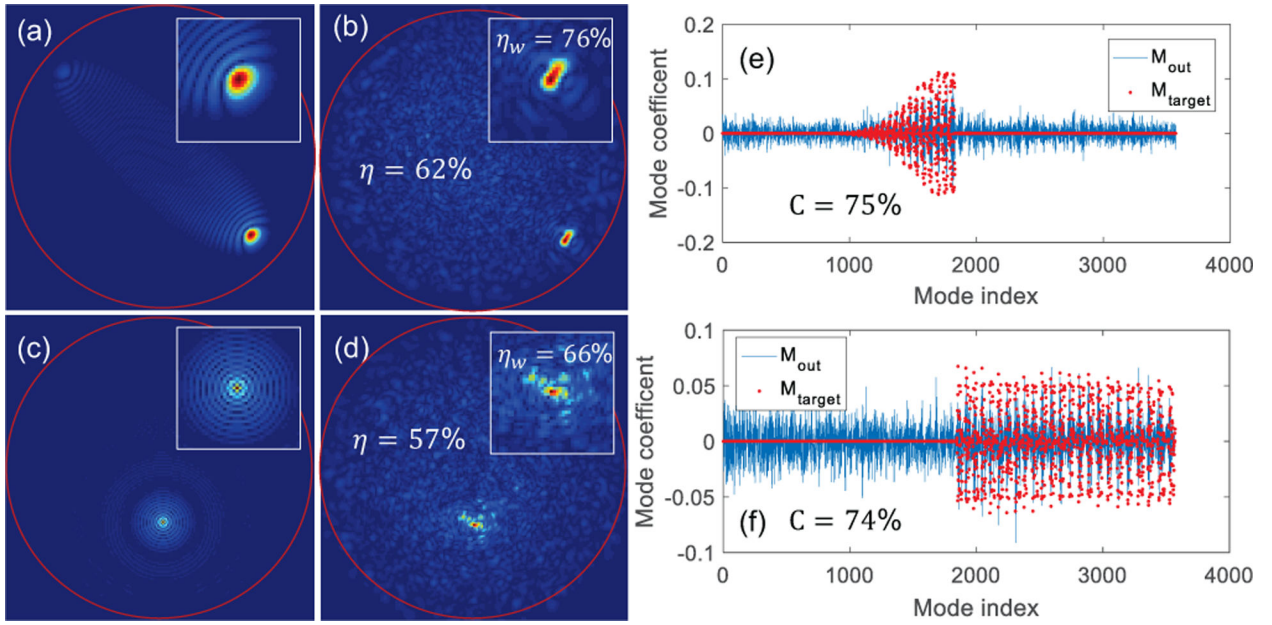 (a)
(b)
η_w = 76%
η = 62%
(c)
(d)
η_w = 66%
η = 57%
(e)
0.2
0.1
0
-0.1
-0.2
Mode coefficent
M_out
M_target
C = 75%
0 1000 2000 3000 4000
Mode index
0.1
0.05
0
-0.05
-0.1
Mode coefficent
M_out
M_target
(f) C = 74%
0 1000 2000 3000 4000
Mode index